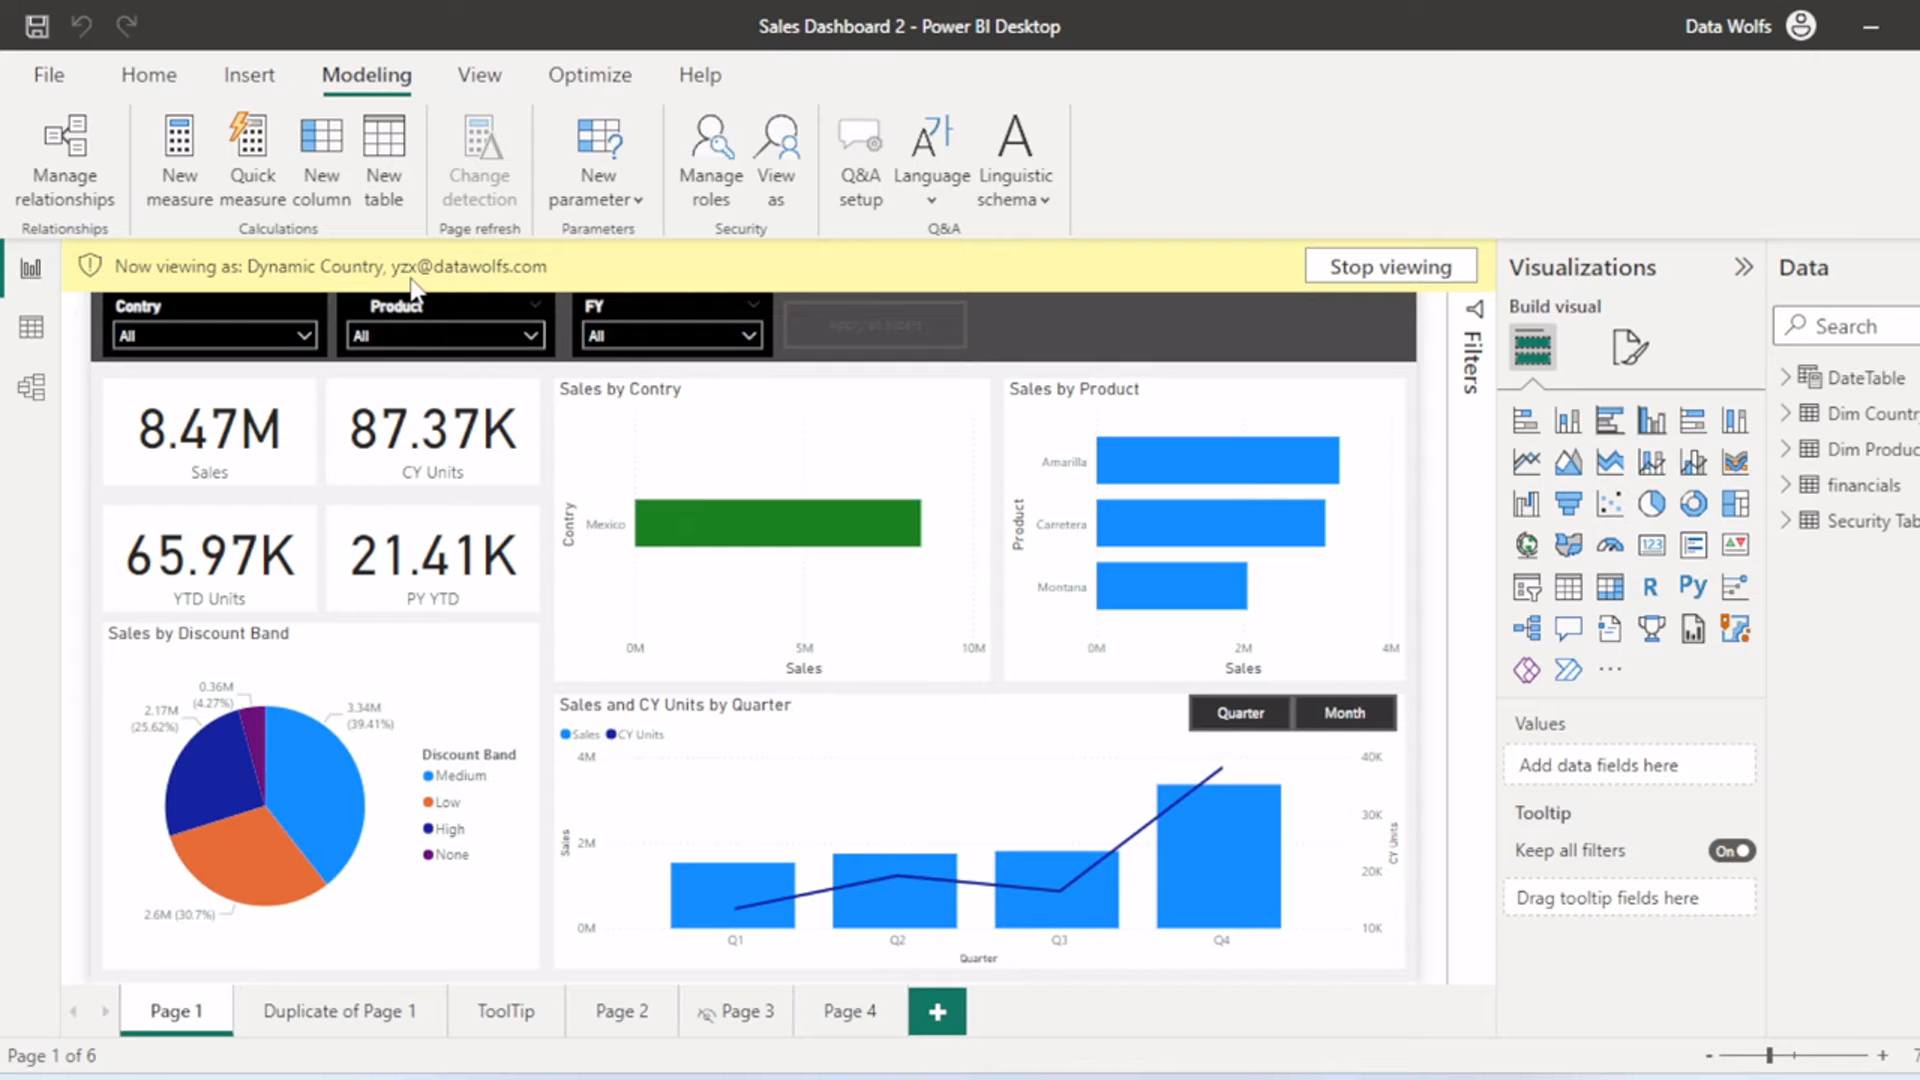 Sales Dashboard 2 - Power BI Desktop
Data Wolfs
File Home Insert Modeling View Optimize Help
Manage relationships
New measure
Quick measure
New column
New table
Change detection
New parameter
Manage roles
View as
Q&A setup
Language
Linguistic schema
Relationships
Calculations
Page refresh
Parameters
Security
Q&A
Now viewing as: Dynamic Country, yzx@datawolfs.com
Stop viewing
Contry
All
Product
All
FY
All
Apply all slicers
8.47M
Sales
87.37K
CY Units
65.97K
YTD Units
21.41K
PY YTD
Sales by Contry
Contry
Mexico
0M 5M 10M
Sales
Sales by Product
Product
Amarilla
Carretera
Montana
0M 2M 4M
Sales
Sales by Discount Band
0.36M
(4.27%)
2.17M
(25.62%)
3.34M
(39.41%)
2.6M (30.7%)
Discount Band
Medium
Low
High
None
Sales and CY Units by Quarter
Quarter
Month
Sales CY Units
4M
2M
0M
Sales
40K
30K
20K
10K
CY Units
Q1 Q2 Q3 Q4
Quarter
Filters
Visualizations
Build visual
123
R
Py
Values
Add data fields here
Tooltip
Keep all filters
On
Drag tooltip fields here
Data
Search
DateTable
Dim Countr
Dim Produc
financials
Security Tab
Page 1
Duplicate of Page 1
ToolTip
Page 2
Page 3
Page 4
+
Page 1 of 6
- +
7